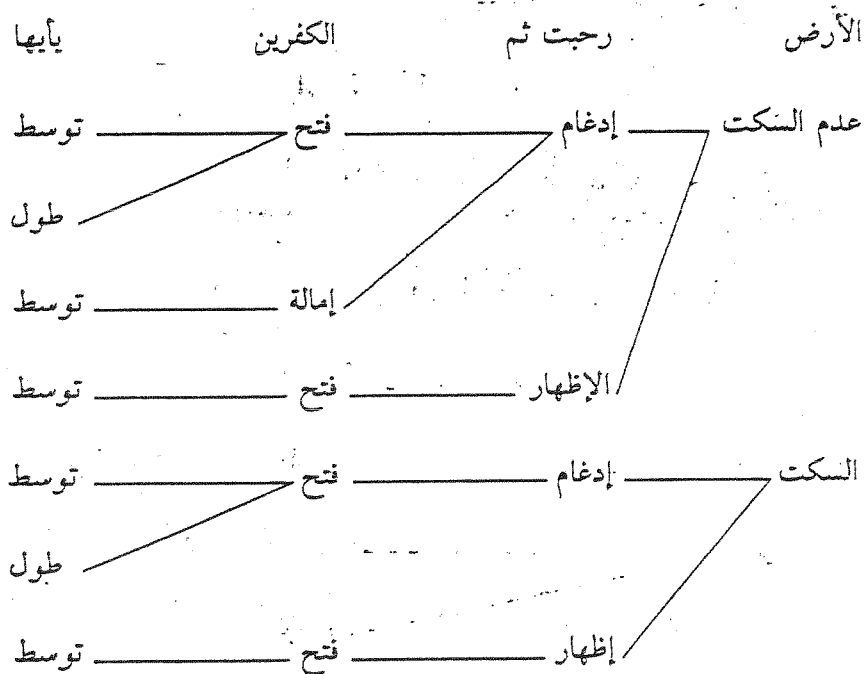 الأرض رحبت ثم الكفرين يأيها
عدم السكت إدغام فتح توسط
طول
إمالة توسط
الإظهار فتح توسط
السكت إدغام فتح توسط
طول
إظهار فتح توسط